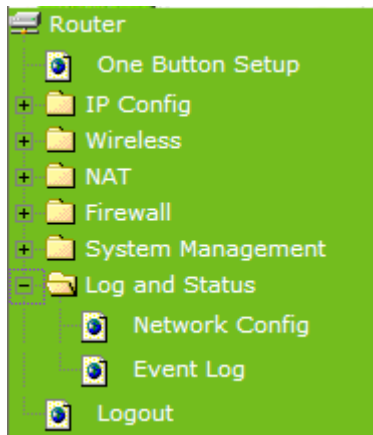 Router
One Button Setup
IP Config
Wireless
NAT
Firewall
System Management
Log and Status
Network Config
Event Log
Logout